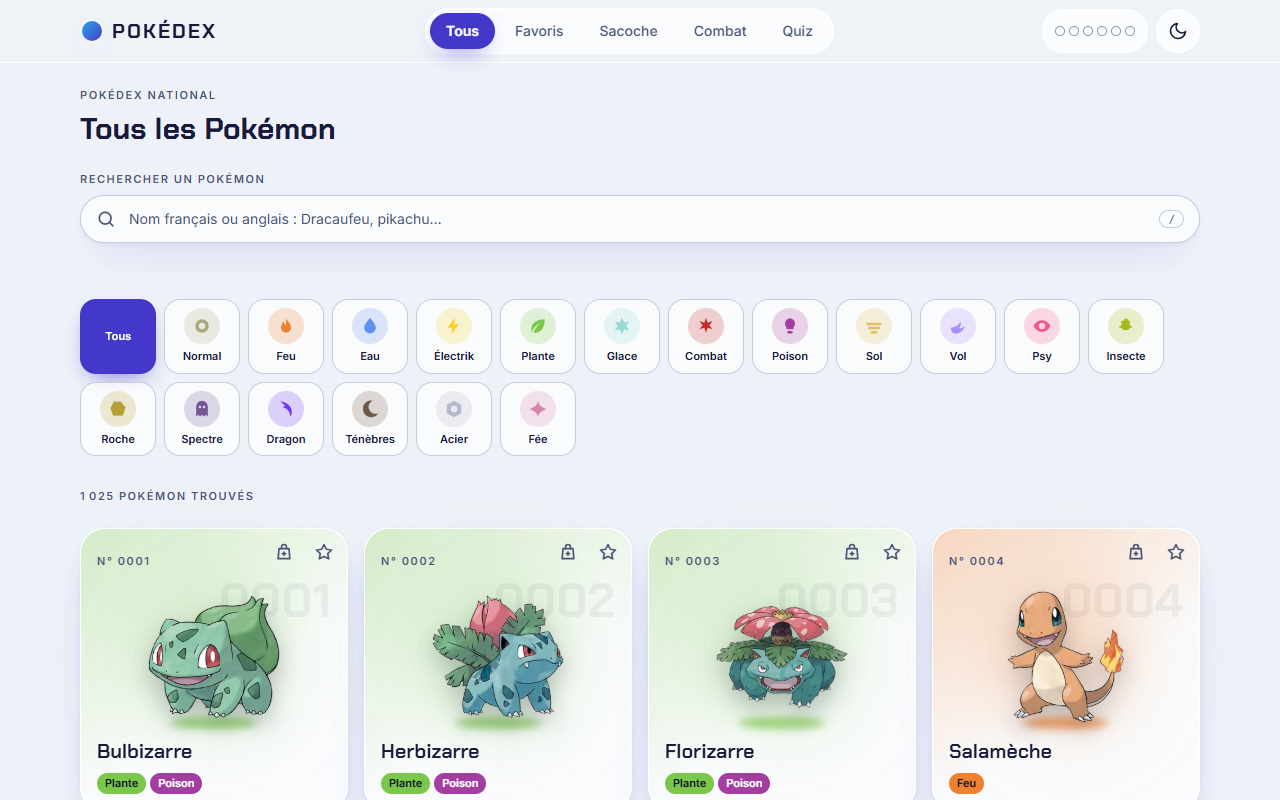 POKÉDEX
Tous Favoris Sacoche Combat Quiz
POKÉDEX NATIONAL
Tous les Pokémon
RECHERCHER UN POKÉMON
Nom français ou anglais : Dracaufeu, pikachu… /
Tous Normal Feu Eau Électrik Plante Glace Combat Poison Sol Vol Psy Insecte
Roche Spectre Dragon Ténèbres Acier Fée
1 025 POKÉMON TROUVÉS
N° 0001 N° 0002 N° 0003 N° 0004
0001 0002 0003 0004
Bulbizarre Herbizarre Florizarre Salamèche
Plante Poison Plante Poison Plante Poison Feu